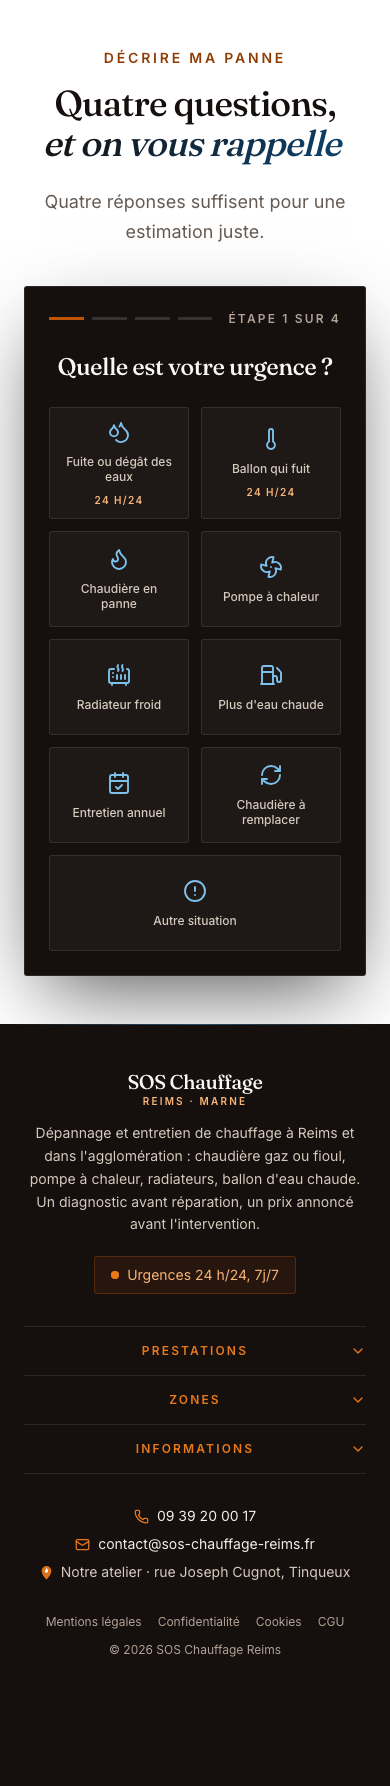 DÉCRIRE MA PANNE
Quatre questions,
et on vous rappelle
Quatre réponses suffisent pour une
estimation juste.
ÉTAPE 1 SUR 4
Quelle est votre urgence ?
Fuite ou dégât des
eaux
24 H/24
Ballon qui fuit
24 H/24
Chaudière en
panne
Pompe à chaleur
Radiateur froid
Plus d'eau chaude
Entretien annuel
Chaudière à
remplacer
Autre situation
SOS Chauffage
REIMS · MARNE
Dépannage et entretien de chauffage à Reims et
dans l'agglomération : chaudière gaz ou fioul,
pompe à chaleur, radiateurs, ballon d'eau chaude.
Un diagnostic avant réparation, un prix annoncé
avant l'intervention.
Urgences 24 h/24, 7j/7
PRESTATIONS
ZONES
INFORMATIONS
09 39 20 00 17
contact@sos-chauffage-reims.fr
Notre atelier · rue Joseph Cugnot, Tinqueux
Mentions légales Confidentialité Cookies CGU
© 2026 SOS Chauffage Reims